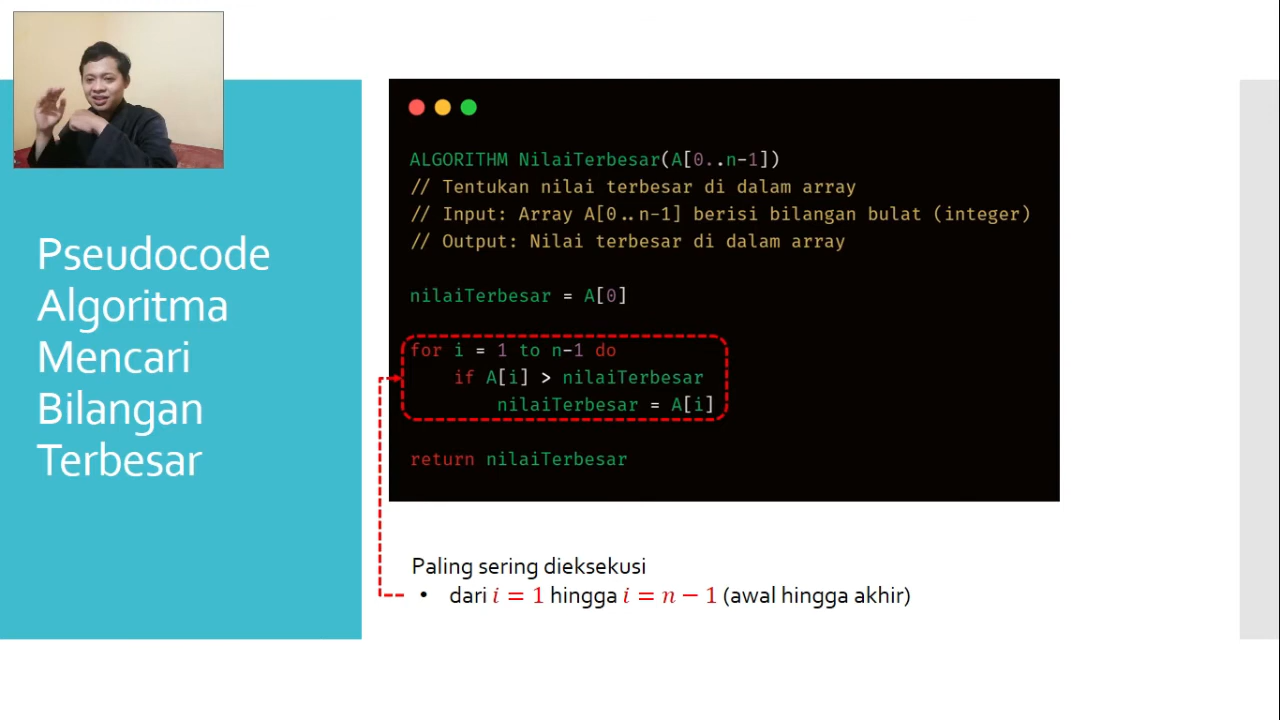 Pseudocode
Algoritma
Mencari
Bilangan
Terbesar
ALGORITHM NilaiTerbesar(A[0..n-1])
// Tentukan nilai terbesar di dalam array
// Input: Array A[0..n-1] berisi bilangan bulat (integer)
// Output: Nilai terbesar di dalam array
nilaiTerbesar = A[0]
for i = 1 to n-1 do
if A[i] > nilaiTerbesar
nilaiTerbesar = A[i]
return nilaiTerbesar
Paling sering dieksekusi
• dari i = 1 hingga i = n − 1 (awal hingga akhir)